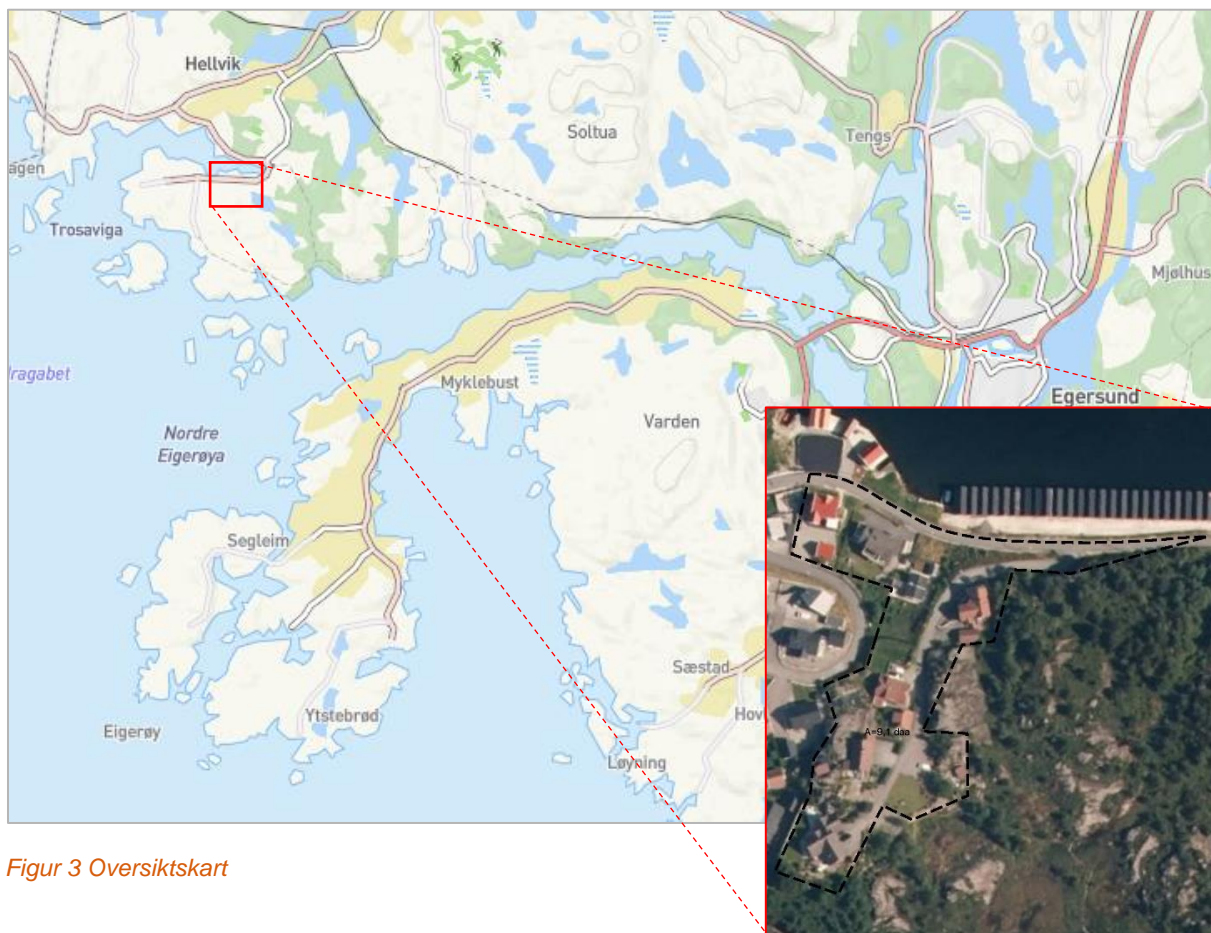 Hellvik
Soltua
Tengs
agen
Trosaviga
Mjølhus
dragabet
Myklebust
Egersund
Varden
Nordre
Eigerøya
Segleim
Sæstad
Ytstebrød
Hov
Eigerøy
Løyning
A=9,1 daa
Figur 3 Oversiktskart